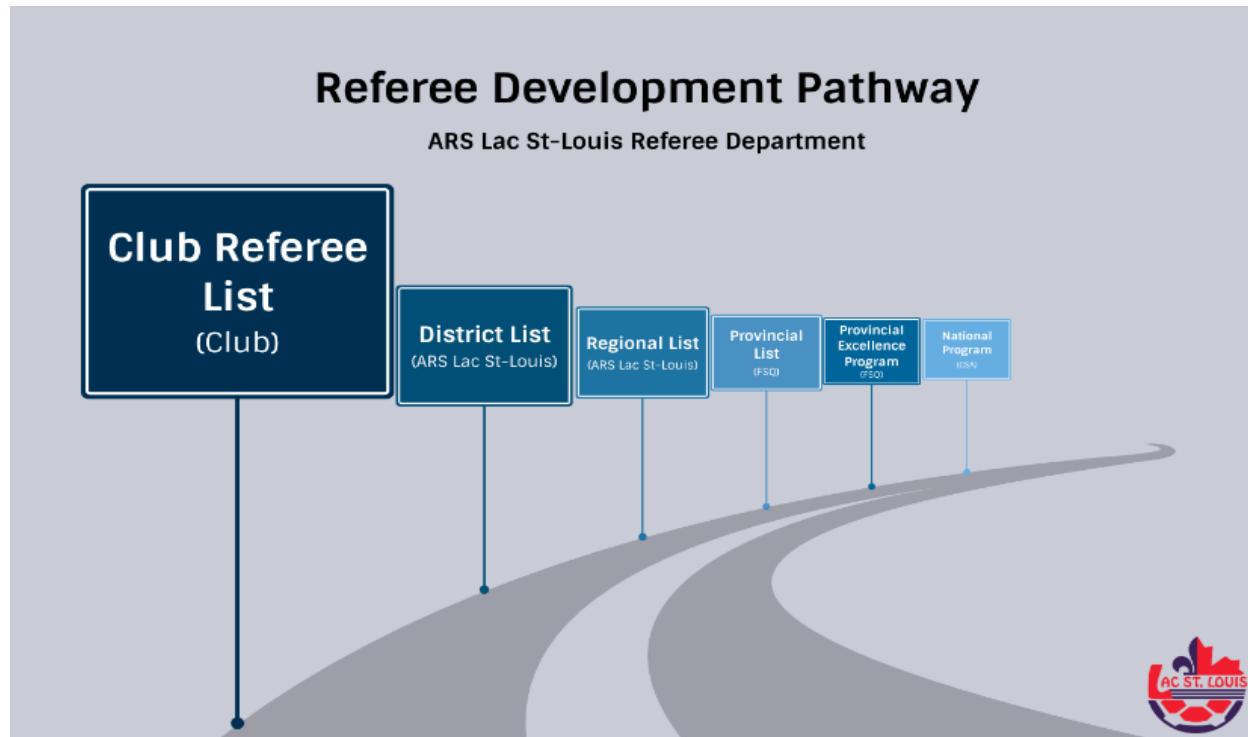 Referee Development Pathway
ARS Lac St-Louis Referee Department
Club Referee
List
(Club)
District List
(ARS Lac St-Louis)
Regional List
(ARS Lac St-Louis)
Provincial
List
(FSQ)
Provincial
Excellence
Program
(FSQ)
National
Program
(CSA)
LAC ST. LOUIS